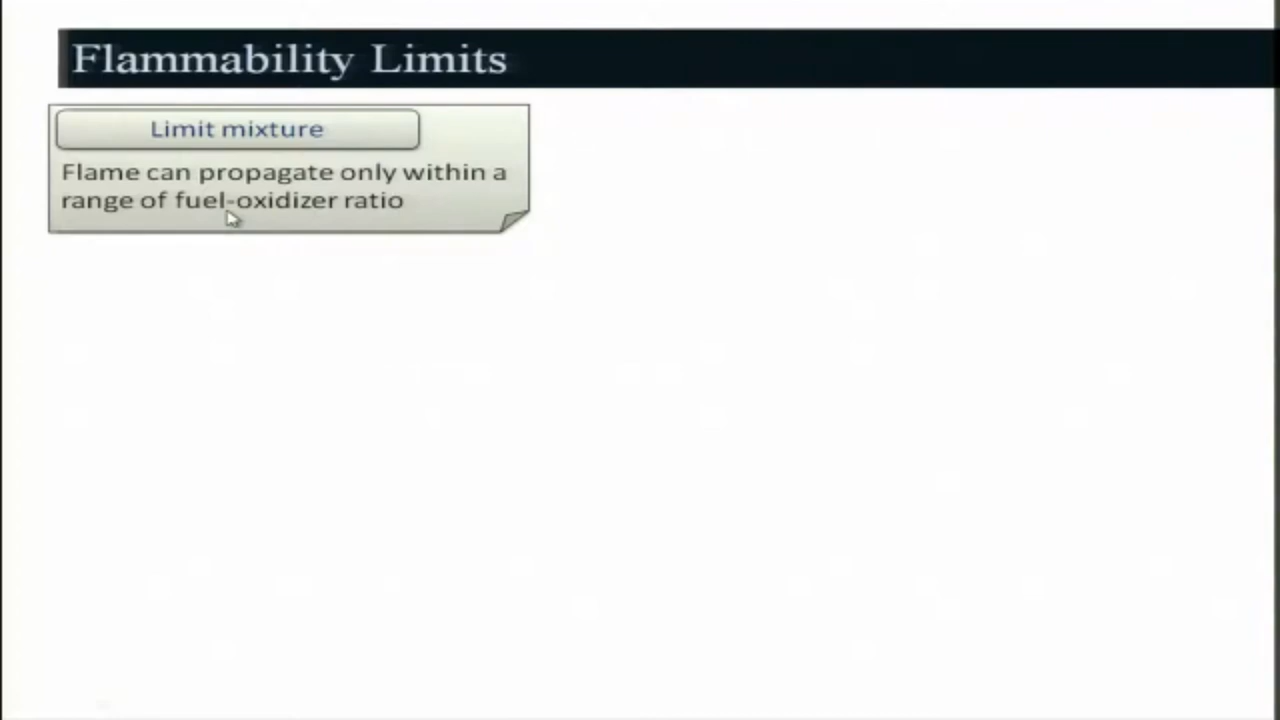 Flammability Limits
Limit mixture
Flame can propagate only within a
range of fuel-oxidizer ratio